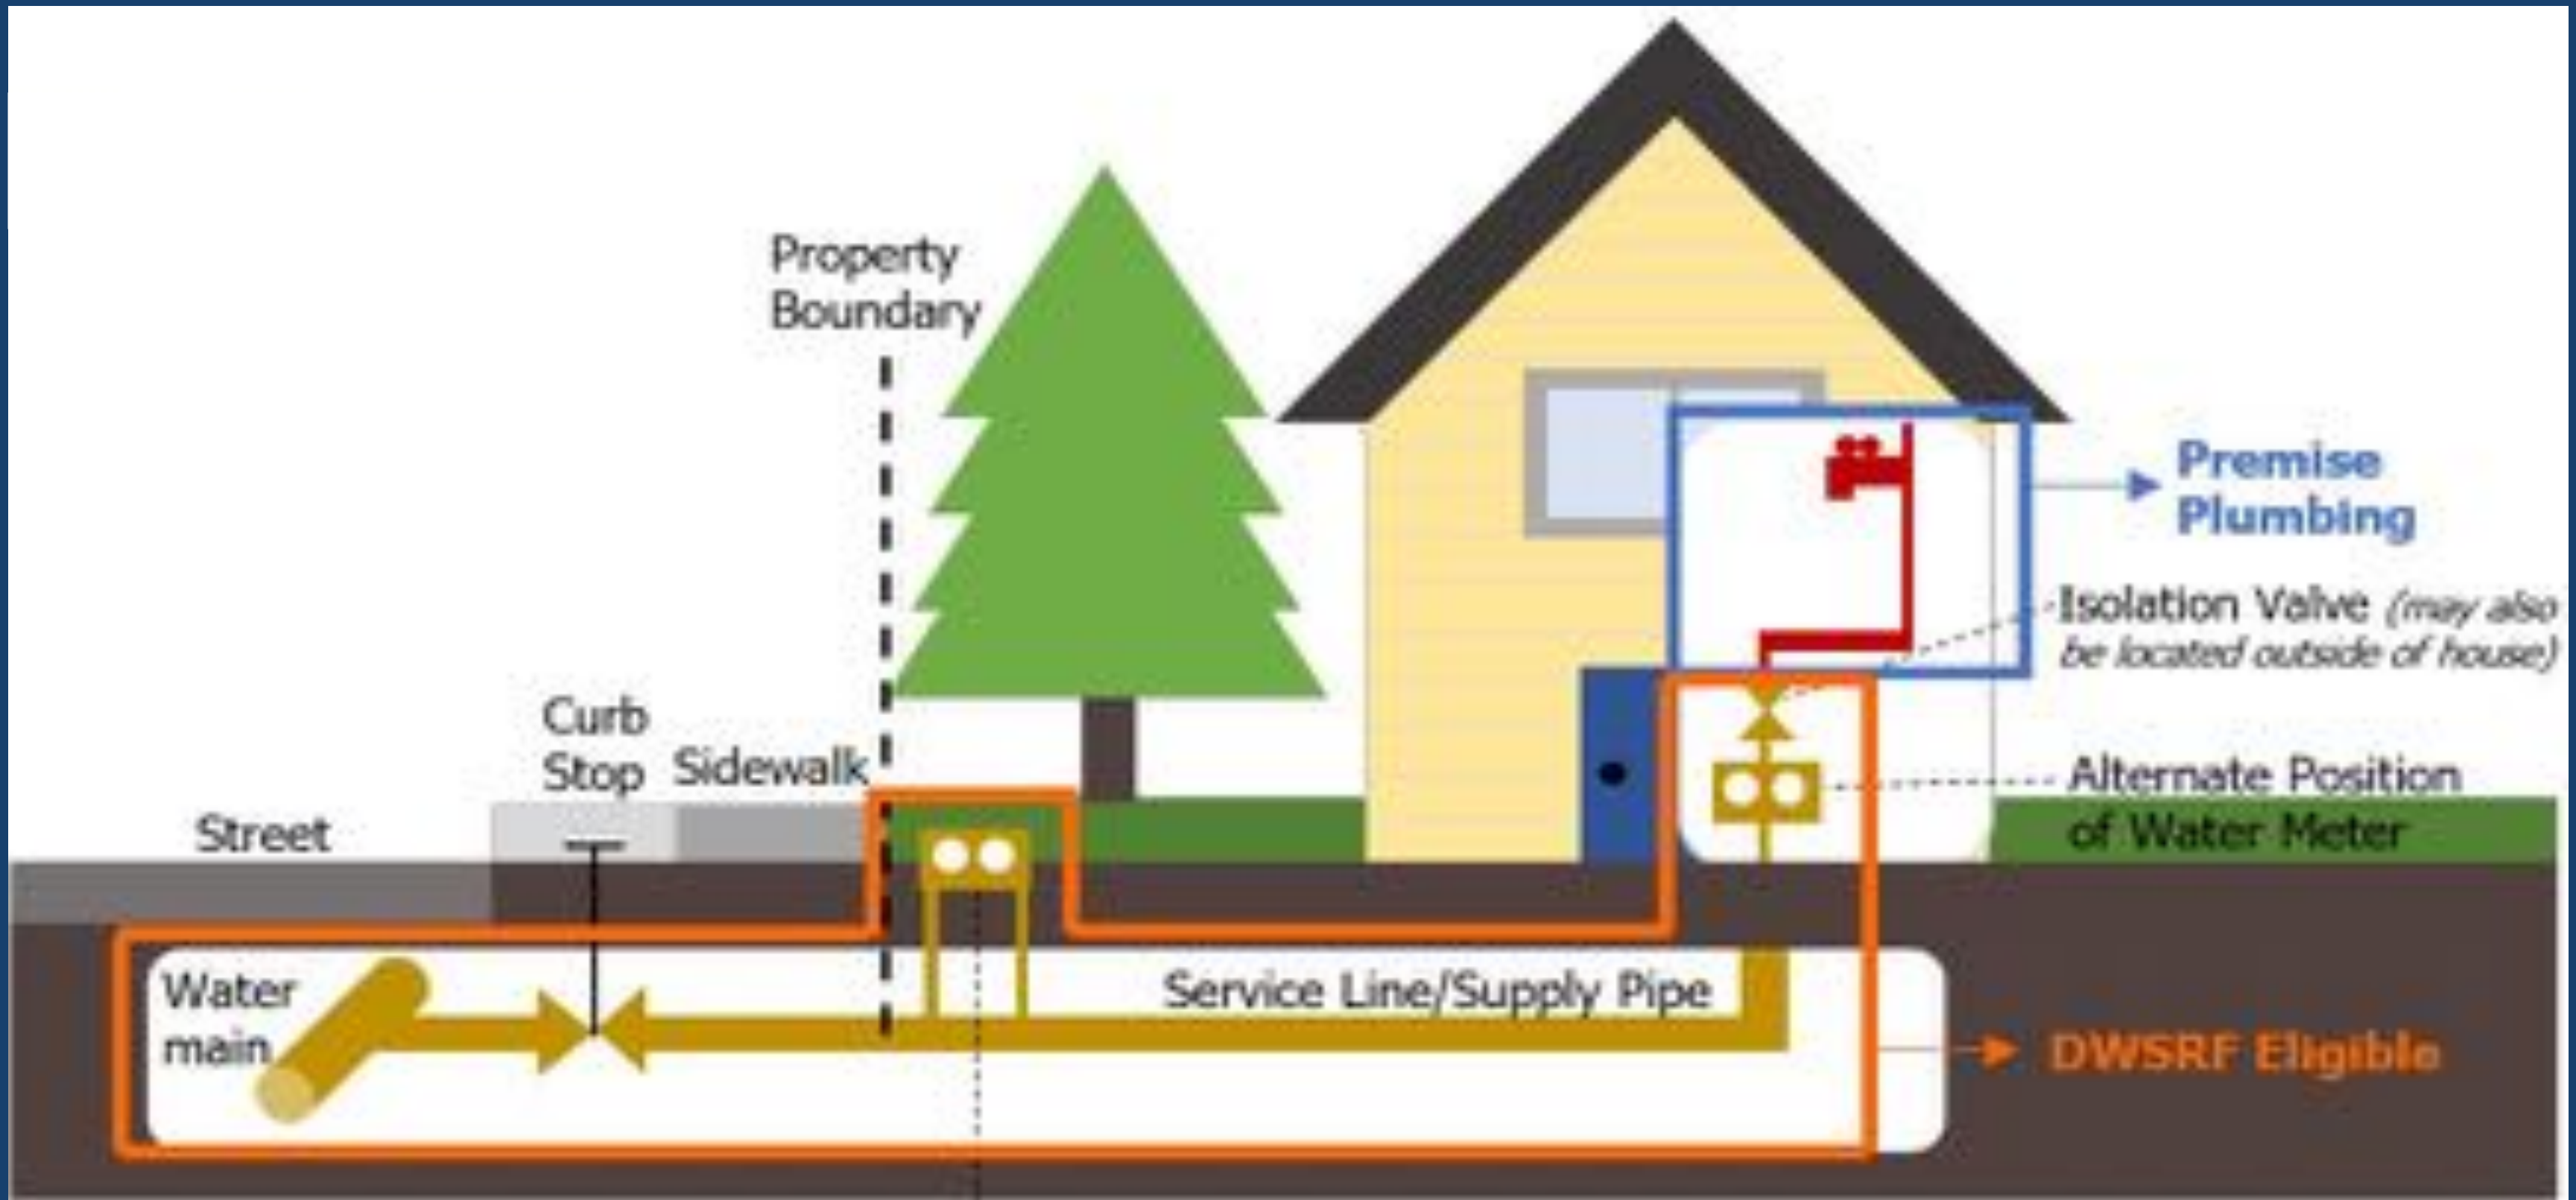 Property
Boundary
Premise
Plumbing
Isolation Valve (may also
be located outside of house)
Curb
Stop
Sidewalk
Alternate Position
of Water Meter
Street
Water
main
Service Line/Supply Pipe
DWSRF Eligible